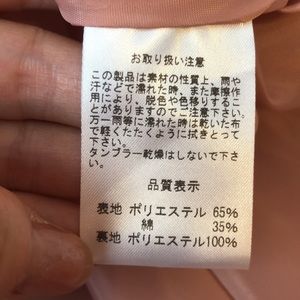 お取り扱い注意
この製品は素材の性質上、雨や
汗などで濡れた時、また摩擦作
用により、脱色や色移りするこ
とがありますのでご注意下さい。
万一雨等に濡れた時は乾いた布
で軽くたたくように拭きとって
下さい。
タンブラー乾燥はしないで下さ
い。
品質表示
表地 ポリエステル 65%
綿 35%
裏地 ポリエステル100%